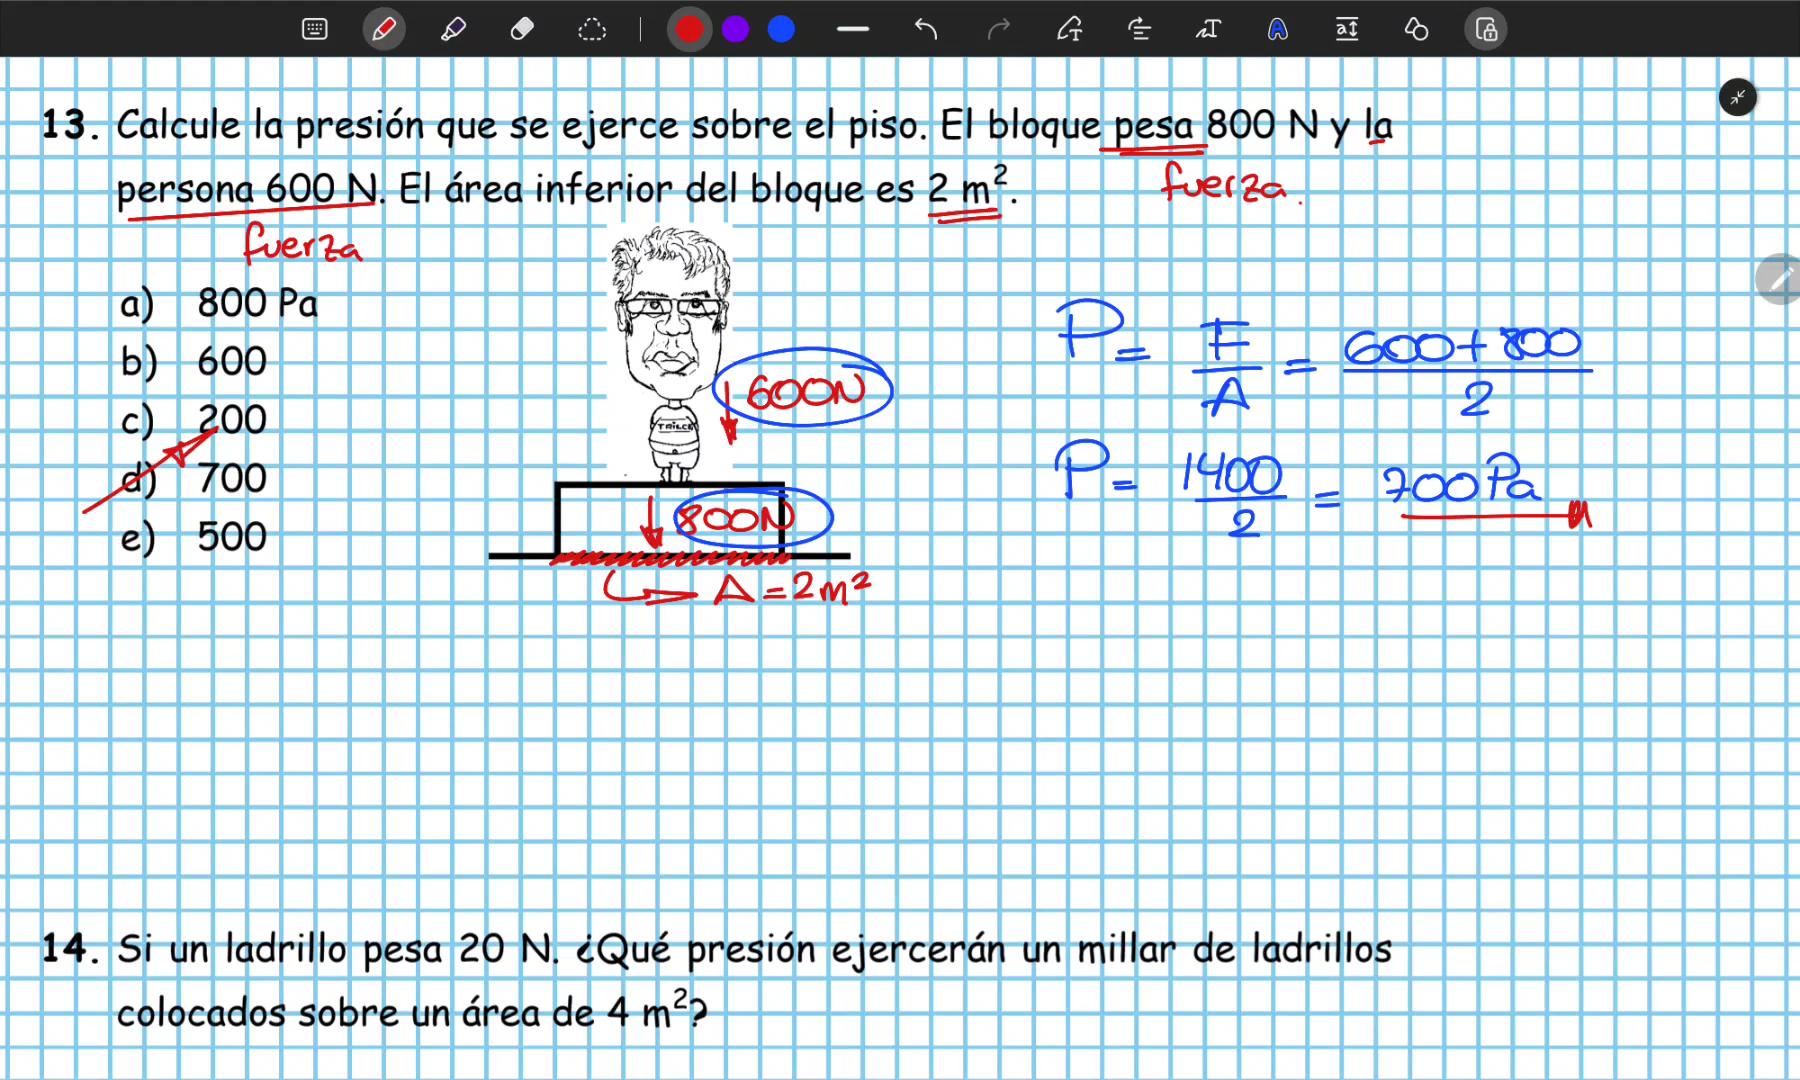 13. Calcule la presión que se ejerce sobre el piso. El bloque pesa 800 N y la
persona 600 N. El área inferior del bloque es 2 m².
fuerza.
fuerza
a) 800 Pa
b) 600
c) 200
d) 700
e) 500
TRILCE
600N
800N
A = 2m²
P = F/A = 600+800/2
P = 1400/2 = 700 Pa
14. Si un ladrillo pesa 20 N. ¿Qué presión ejercerán un millar de ladrillos
colocados sobre un área de 4 m²?